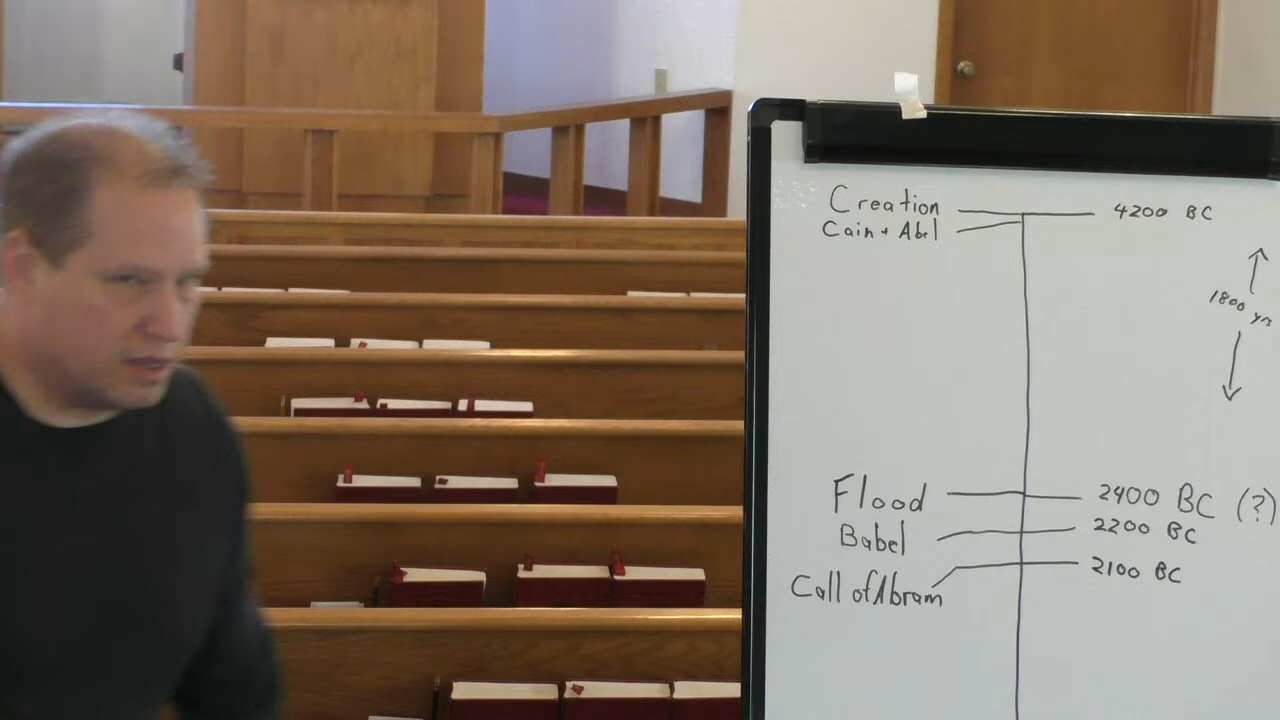 Creation 4200 BC
Cain + Abel
1800 yrs
Flood 2400 BC (?)
Babel 2200 BC
Call of Abram 2100 BC